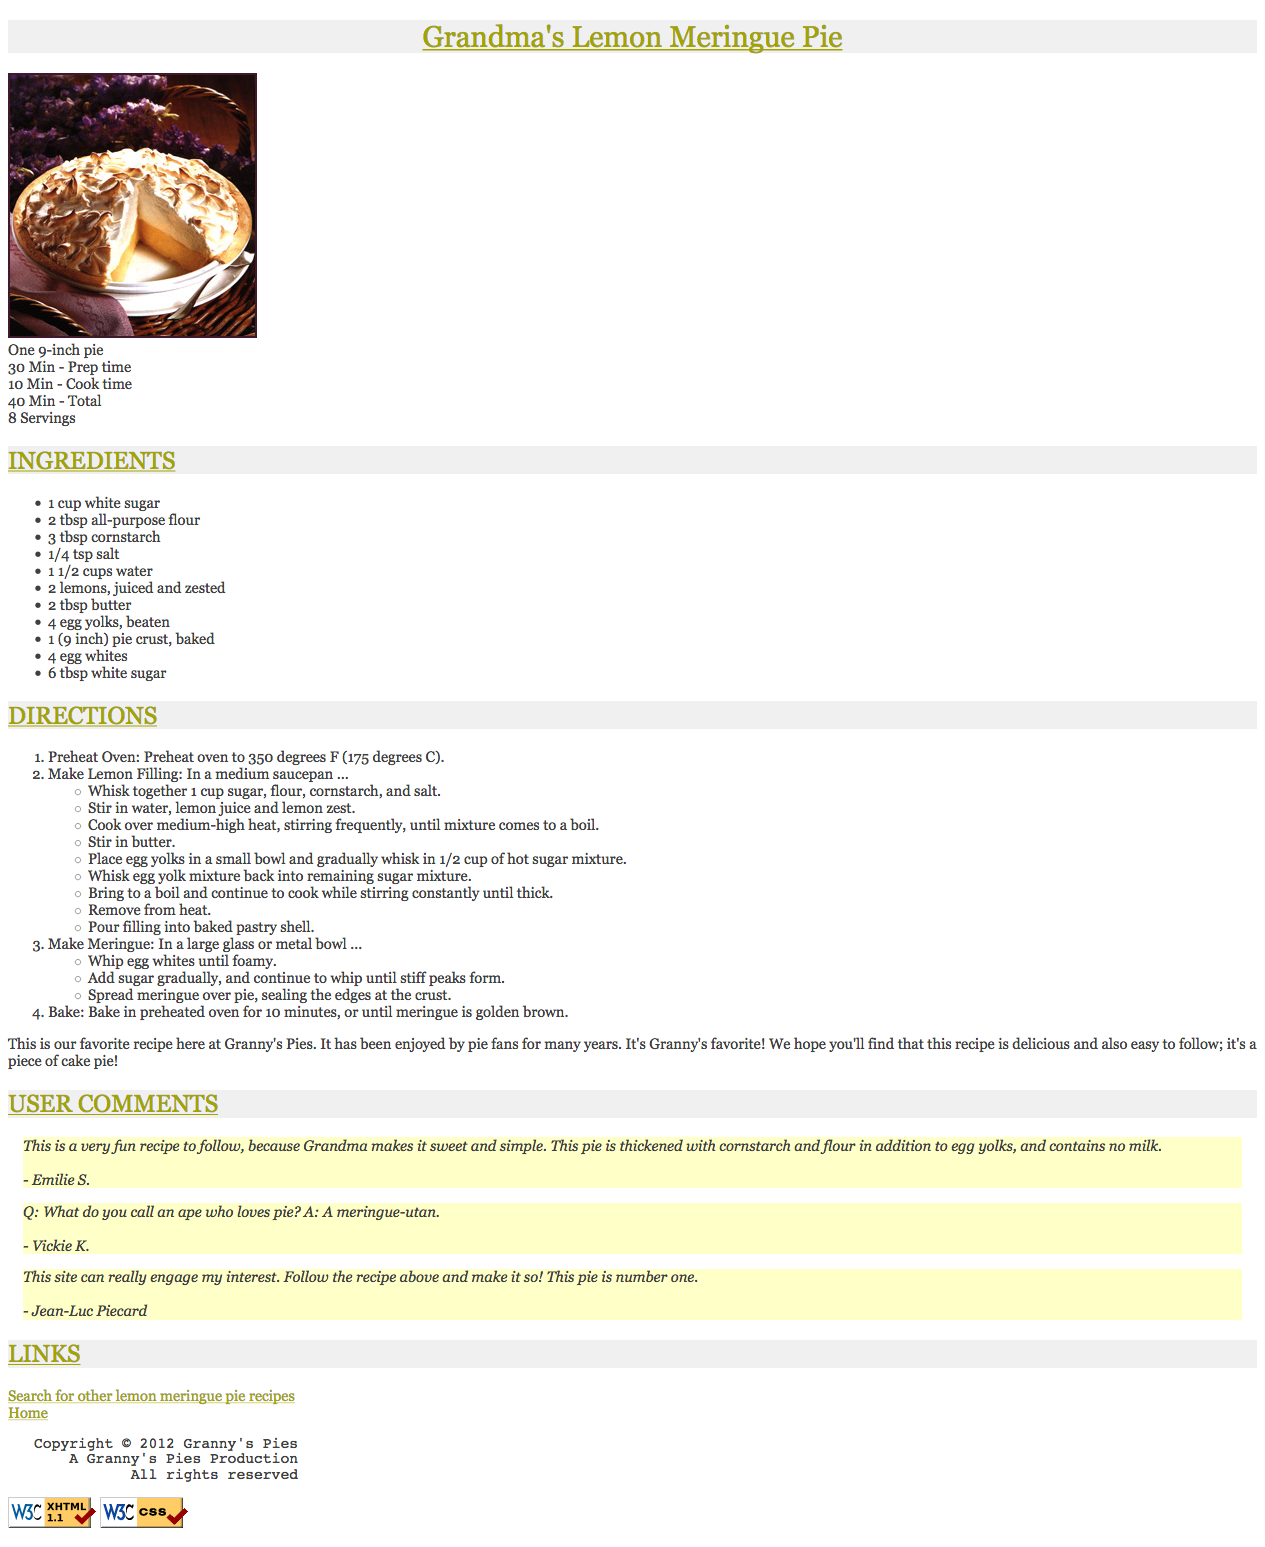 Grandma's Lemon Meringue Pie
One 9-inch pie
30 Min - Prep time
10 Min - Cook time
40 Min - Total
8 Servings
INGREDIENTS
• 1 cup white sugar
• 2 tbsp all-purpose flour
• 3 tbsp cornstarch
• 1/4 tsp salt
• 1 1/2 cups water
• 2 lemons, juiced and zested
• 2 tbsp butter
• 4 egg yolks, beaten
• 1 (9 inch) pie crust, baked
• 4 egg whites
• 6 tbsp white sugar
DIRECTIONS
1. Preheat Oven: Preheat oven to 350 degrees F (175 degrees C).
2. Make Lemon Filling: In a medium saucepan ...
○ Whisk together 1 cup sugar, flour, cornstarch, and salt.
○ Stir in water, lemon juice and lemon zest.
○ Cook over medium-high heat, stirring frequently, until mixture comes to a boil.
○ Stir in butter.
○ Place egg yolks in a small bowl and gradually whisk in 1/2 cup of hot sugar mixture.
○ Whisk egg yolk mixture back into remaining sugar mixture.
○ Bring to a boil and continue to cook while stirring constantly until thick.
○ Remove from heat.
○ Pour filling into baked pastry shell.
3. Make Meringue: In a large glass or metal bowl ...
○ Whip egg whites until foamy.
○ Add sugar gradually, and continue to whip until stiff peaks form.
○ Spread meringue over pie, sealing the edges at the crust.
4. Bake: Bake in preheated oven for 10 minutes, or until meringue is golden brown.
This is our favorite recipe here at Granny's Pies. It has been enjoyed by pie fans for many years. It's Granny's favorite! We hope you'll find that this recipe is delicious and also easy to follow; it's a
piece of cake pie!
USER COMMENTS
This is a very fun recipe to follow, because Grandma makes it sweet and simple. This pie is thickened with cornstarch and flour in addition to egg yolks, and contains no milk.
- Emilie S.
Q: What do you call an ape who loves pie? A: A meringue-utan.
- Vickie K.
This site can really engage my interest. Follow the recipe above and make it so! This pie is number one.
- Jean-Luc Piecard
LINKS
Search for other lemon meringue pie recipes
Home
Copyright © 2012 Granny's Pies
A Granny's Pies Production
All rights reserved
W3C XHTML 1.1 W3C css